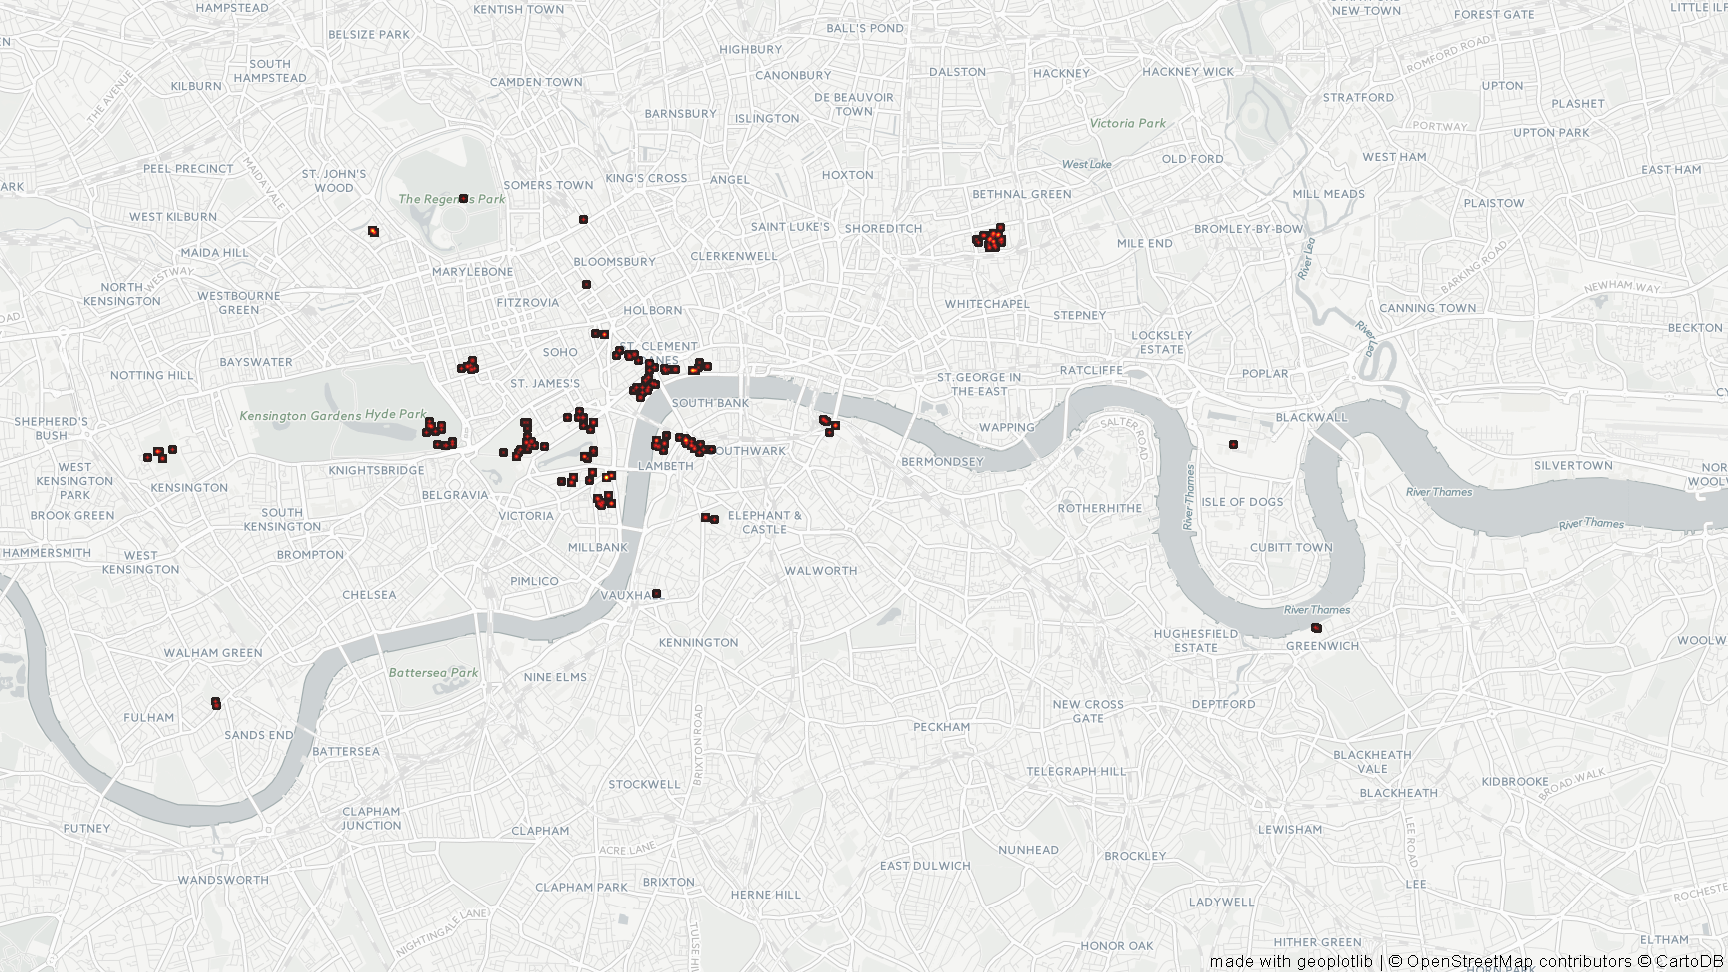 HAMPSTEAD
KENTISH TOWN
BALL'S POND
NEW TOWN
FOREST GATE
BELSIZE PARK
HIGHBURY
SOUTH
HAMPSTEAD
KILBURN
THE AVENUE
CAMDEN TOWN
CANONBURY
DALSTON
HACKNEY
HACKNEY WICK
ROMFORD ROAD
UPTON
DE BEAUVOIR
TOWN
STRATFORD
PLASHET
BARNSBURY
ISLINGTON
Victoria Park
PORTWAY
UPTON PARK
PEEL PRECINCT
ST. JOHN'S
WOOD
MAIDA VALE
KING'S CROSS
ANGEL
HOXTON
West Lake
OLD FORD
WEST HAM
EAST HAM
SOMERS TOWN
The Regent's Park
BETHNAL GREEN
MILL MEADS
PLAISTOW
WEST KILBURN
SAINT LUKE'S
SHOREDITCH
BROMLEY-BY-BOW
MAIDA HILL
MILE END
River Lea
WESTWAY
MARYLEBONE
BLOOMSBURY
CLERKENWELL
BARKING ROAD
NORTH
KENSINGTON
WESTBOURNE
GREEN
FITZROVIA
HOLBORN
WHITECHAPEL
STEPNEY
CANNING TOWN
NEWHAM WAY
BECKTON
BAYSWATER
SOHO
ST. CLEMENT
DANES
LOCKSLEY
ESTATE
River Lea
NOTTING HILL
ST. JAMES'S
ST.GEORGE IN
THE-EAST
RATCLIFFE
POPLAR
SHEPHERD'S
BUSH
Kensington Gardens
Hyde Park
SOUTH BANK
WAPPING
BLACKWALL
SALTER ROAD
KNIGHTSBRIDGE
LAMBETH
BERMONDSEY
SILVERTOWN
WEST
KENSINGTON
PARK
KENSINGTON
BELGRAVIA
River Thames
River Thames
BROOK GREEN
SOUTH
KENSINGTON
VICTORIA
ELEPHANT &
CASTLE
ROTHERHITHE
ISLE OF DOGS
River Thames
HAMMERSMITH
WEST
KENSINGTON
BROMPTON
MILLBANK
CUBITT TOWN
PIMLICO
WALWORTH
CHELSEA
River Thames
KENNINGTON
HUGHESFIELD
ESTATE
GREENWICH
WALHAM GREEN
Battersea Park
NINE ELMS
FULHAM
SANDS END
BRIXTON ROAD
NEW CROSS
GATE
DEPTFORD
PECKHAM
BATTERSEA
BLACKHEATH
VALE
STOCKWELL
TELEGRAPH HILL
KIDBROOKE
BROAD WALK
BLACKHEATH
CLAPHAM
JUNCTION
CLAPHAM
LEE ROAD
LEWISHAM
ACRE LANE
NUNHEAD
BROCKLEY
EAST DULWICH
WANDSWORTH
CLAPHAM PARK
BRIXTON
HERNE HILL
LEE
LADYWELL
NIGHTINGALE LANE
HONOR OAK
HITHER GREEN
ELTHAM
made with geoplotlib | © OpenStreetMap contributors © CartoDB